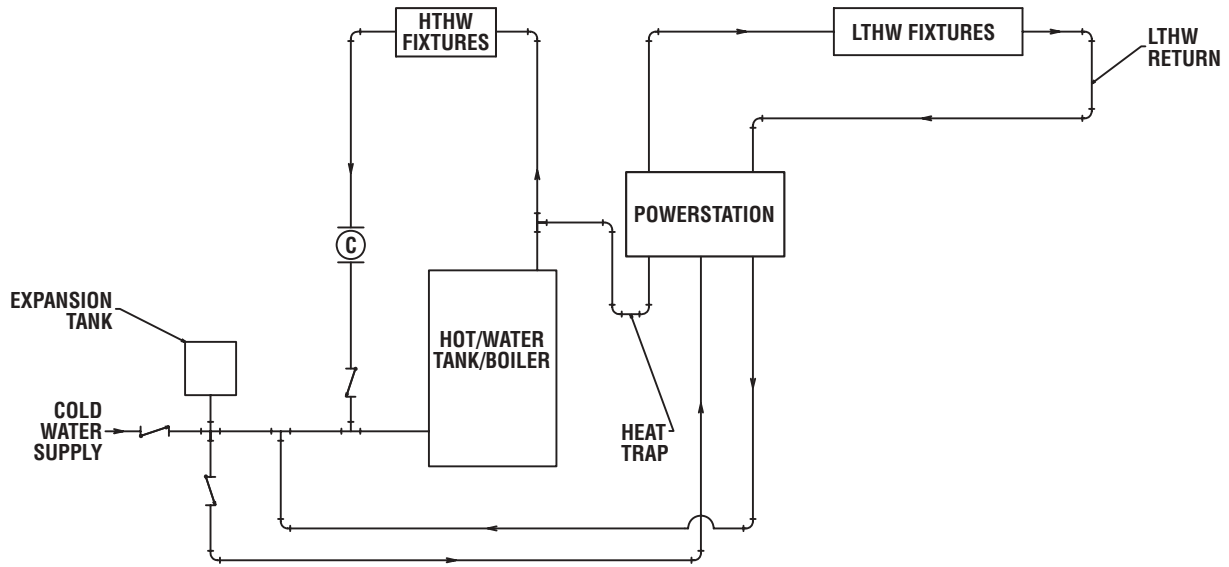 HTHW
FIXTURES
LTHW FIXTURES
LTHW
RETURN
POWERSTATION
C
EXPANSION
TANK
HOT/WATER
TANK/BOILER
COLD
WATER
SUPPLY
HEAT
TRAP